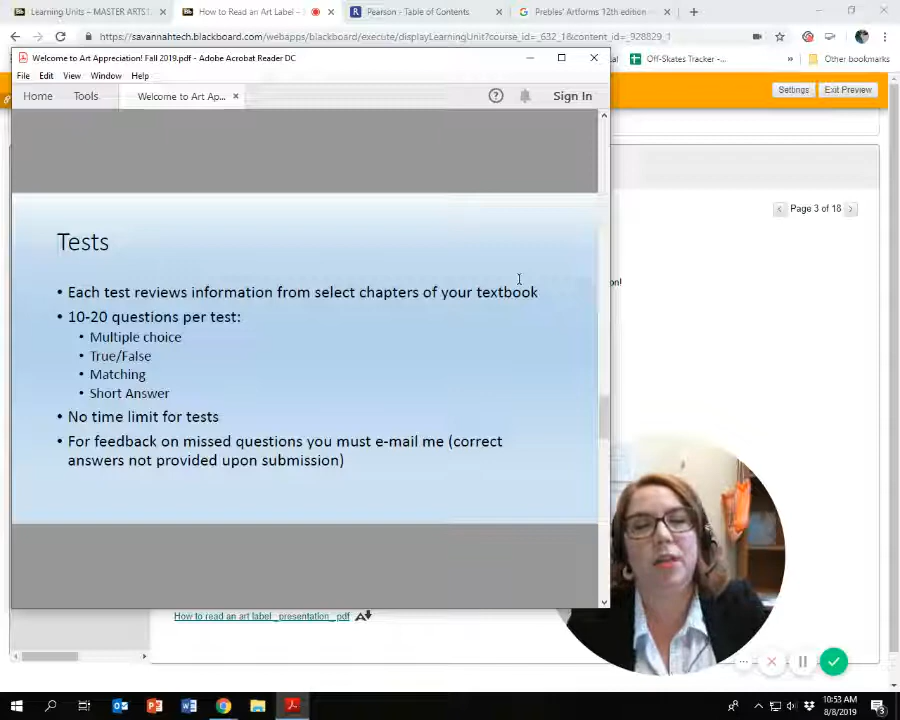 Learning Units – MASTER ARTS1
How to Read an Art Label –
Pearson - Table of Contents
Prebles' Artforms 12th edition
https://savannahtech.blackboard.com/webapps/blackboard/execute/displayLearningUnit?course_id=_632_1&content_id=_928829_1
Welcome to Art Appreciation! Fall 2019.pdf - Adobe Acrobat Reader DC
Off-Skates Tracker -...
Other bookmarks
File Edit View Window Help
Settings
Exit Preview
Home
Tools
Welcome to Art Ap...
Sign In
Page 3 of 18
Tests
on!
• Each test reviews information from select chapters of your textbook
• 10-20 questions per test:
• Multiple choice
• True/False
• Matching
• Short Answer
• No time limit for tests
• For feedback on missed questions you must e-mail me (correct
answers not provided upon submission)
How to read an art label _presentation_.pdf
10:53 AM
8/8/2019
3